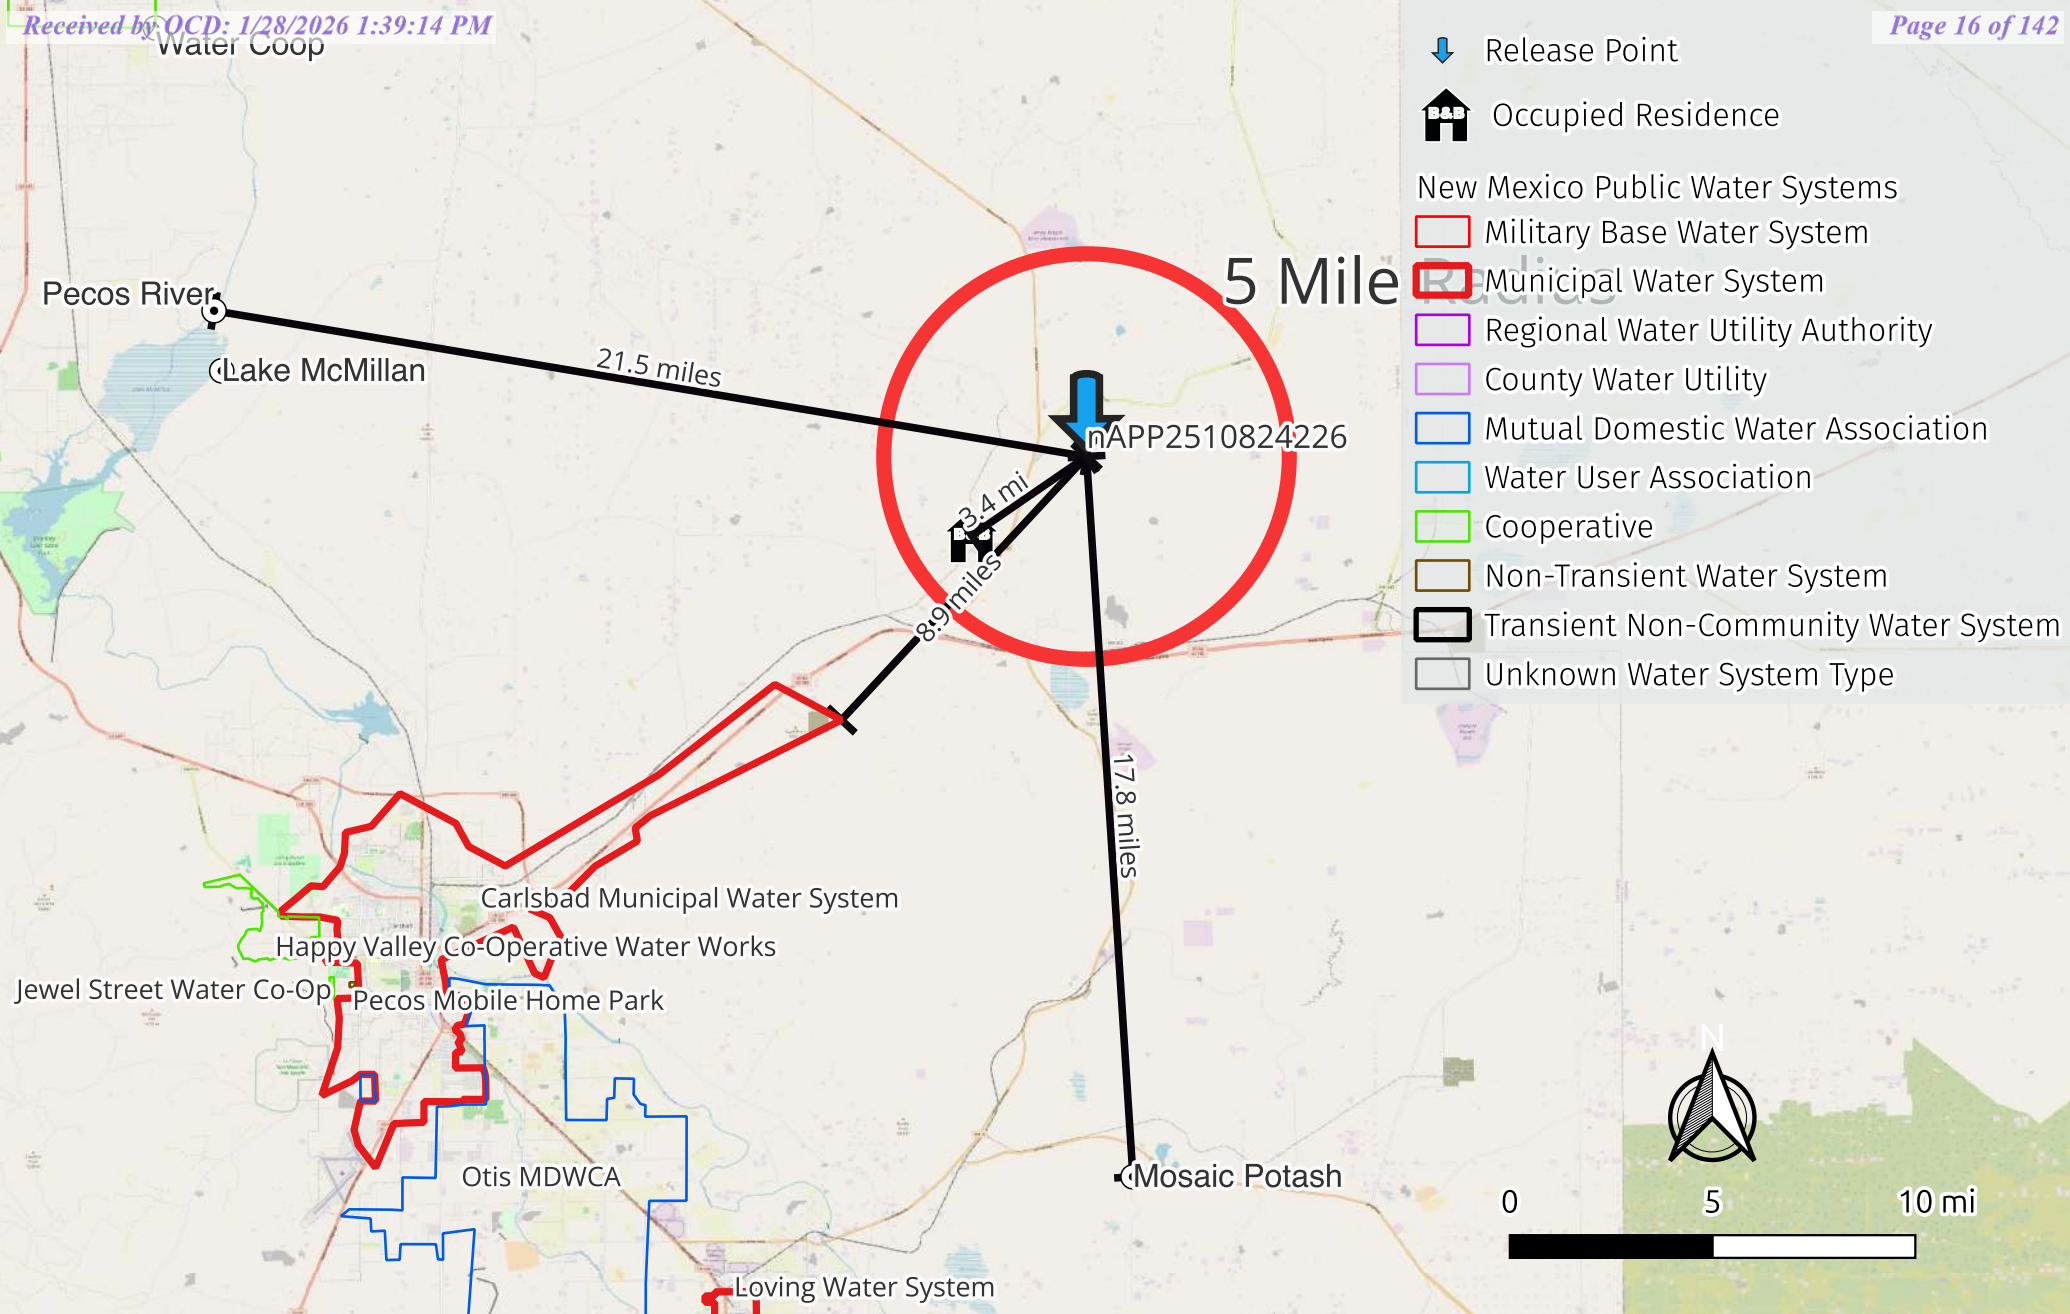 Received by OCD: 1/28/2026 1:39:14 PM
Page 16 of 142
Water Coop
Release Point
B&B
Occupied Residence
New Mexico Public Water Systems
Military Base Water System
Municipal Water System
Regional Water Utility Authority
County Water Utility
Mutual Domestic Water Association
Water User Association
Cooperative
Non-Transient Water System
Transient Non-Community Water System
Unknown Water System Type
5 Mile Radius
Pecos River
Lake McMillan
21.5 miles
nAPP2510824226
3.4 mi
B&B
8.9 miles
17.8 miles
Carlsbad Municipal Water System
Happy Valley Co-Operative Water Works
Jewel Street Water Co-Op
Pecos Mobile Home Park
Otis MDWCA
Mosaic Potash
Loving Water System
N
0 5 10 mi